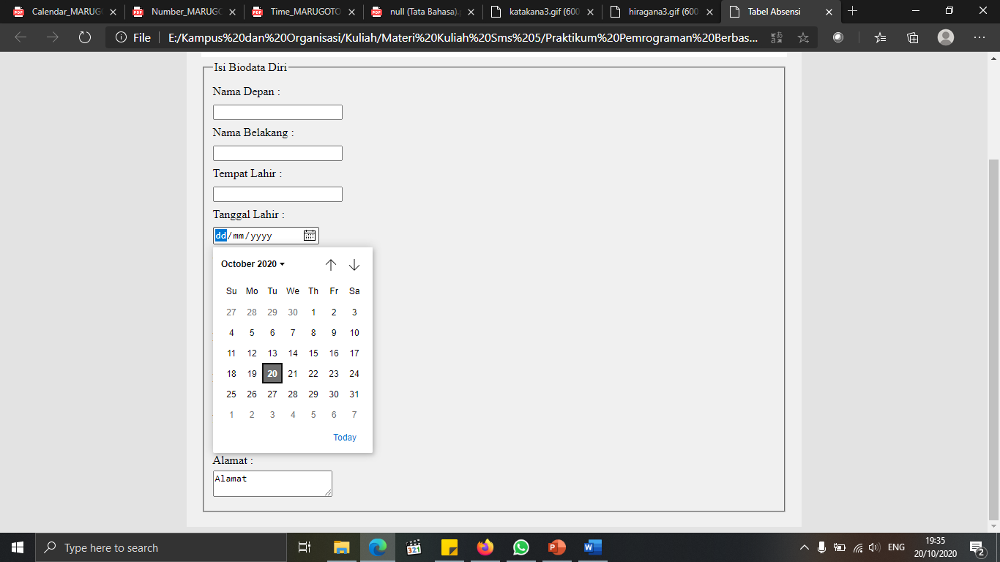 Calendar_MARUGO
Number_MARUGO
Time_MARUGOTO
null (Tata Bahasa).
katakana3.gif (600
hiragana3.gif (600
Tabel Absensi
File
E:/Kampus%20dan%20Organisasi/Kuliah/Materi%20Kuliah%20Sms%205/Praktikum%20Pemrograman%20Berbas...
Isi Biodata Diri
Nama Depan :
Nama Belakang :
Tempat Lahir :
Tanggal Lahir :
dd/mm/yyyy
October 2020
Su Mo Tu We Th Fr Sa
27 28 29 30 1 2 3
4 5 6 7 8 9 10
11 12 13 14 15 16 17
18 19 20 21 22 23 24
25 26 27 28 29 30 31
1 2 3 4 5 6 7
Today
Alamat :
Alamat
Type here to search
ENG
19:35
20/10/2020
2